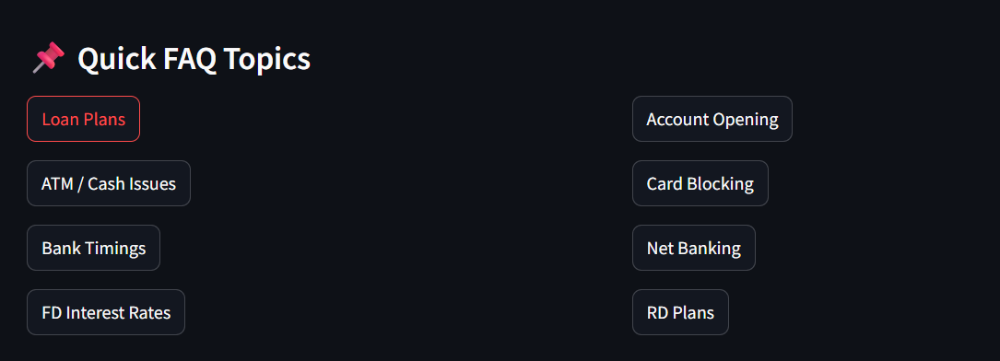 Quick FAQ Topics
Loan Plans
Account Opening
ATM / Cash Issues
Card Blocking
Bank Timings
Net Banking
FD Interest Rates
RD Plans